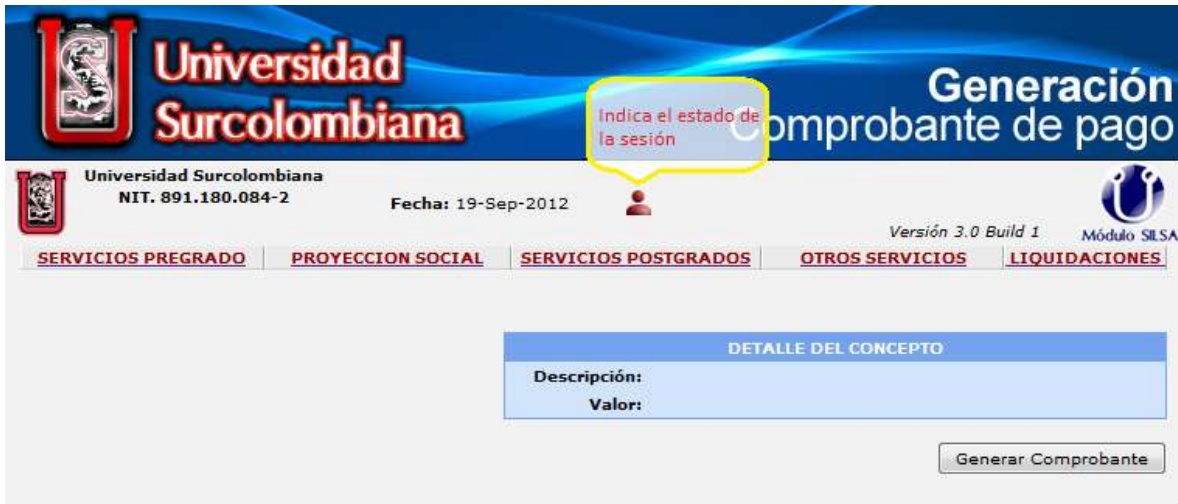 Universidad
Surcolombiana
Generación
Comprobante de pago
Indica el estado de
la sesión
Universidad Surcolombiana
NIT. 891.180.084-2
Fecha: 19-Sep-2012
Versión 3.0 Build 1
Módulo SILSA
SERVICIOS PREGRADO PROYECCION SOCIAL SERVICIOS POSTGRADOS OTROS SERVICIOS LIQUIDACIONES
DETALLE DEL CONCEPTO
Descripción:
Valor:
Generar Comprobante